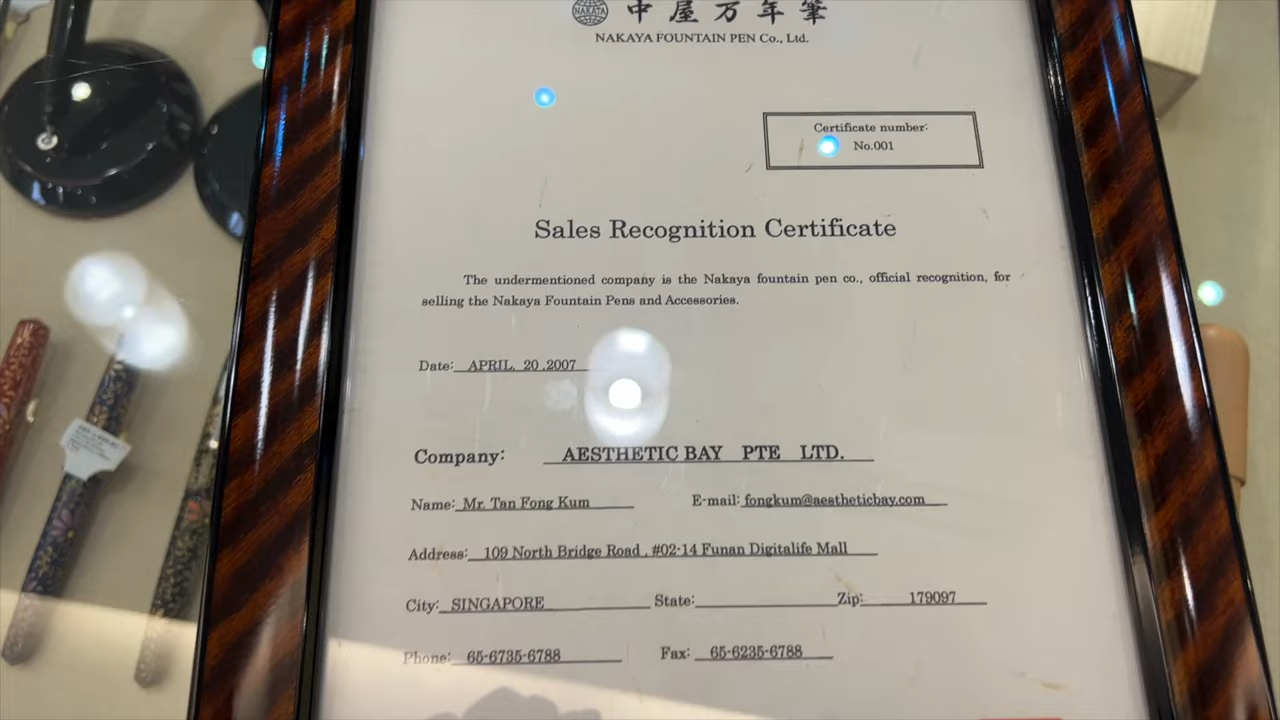 NAKAYA
中屋万年筆
NAKAYA FOUNTAIN PEN Co., Ltd.
Certificate number:
No.001
Sales Recognition Certificate
The undermentioned company is the Nakaya fountain pen co., official recognition, for
selling the Nakaya Fountain Pens and Accessories.
Date: APRIL. 20 .2007
Company: AESTHETIC BAY PTE LTD.
Name: Mr. Tan Fong Kum E-mail: fongkum@aestheticbay.com
Address: 109 North Bridge Road , #02-14 Funan Digitalife Mall
City: SINGAPORE State: Zip: 179097
Phone: 65-6735-6788 Fax: 65-6235-6788